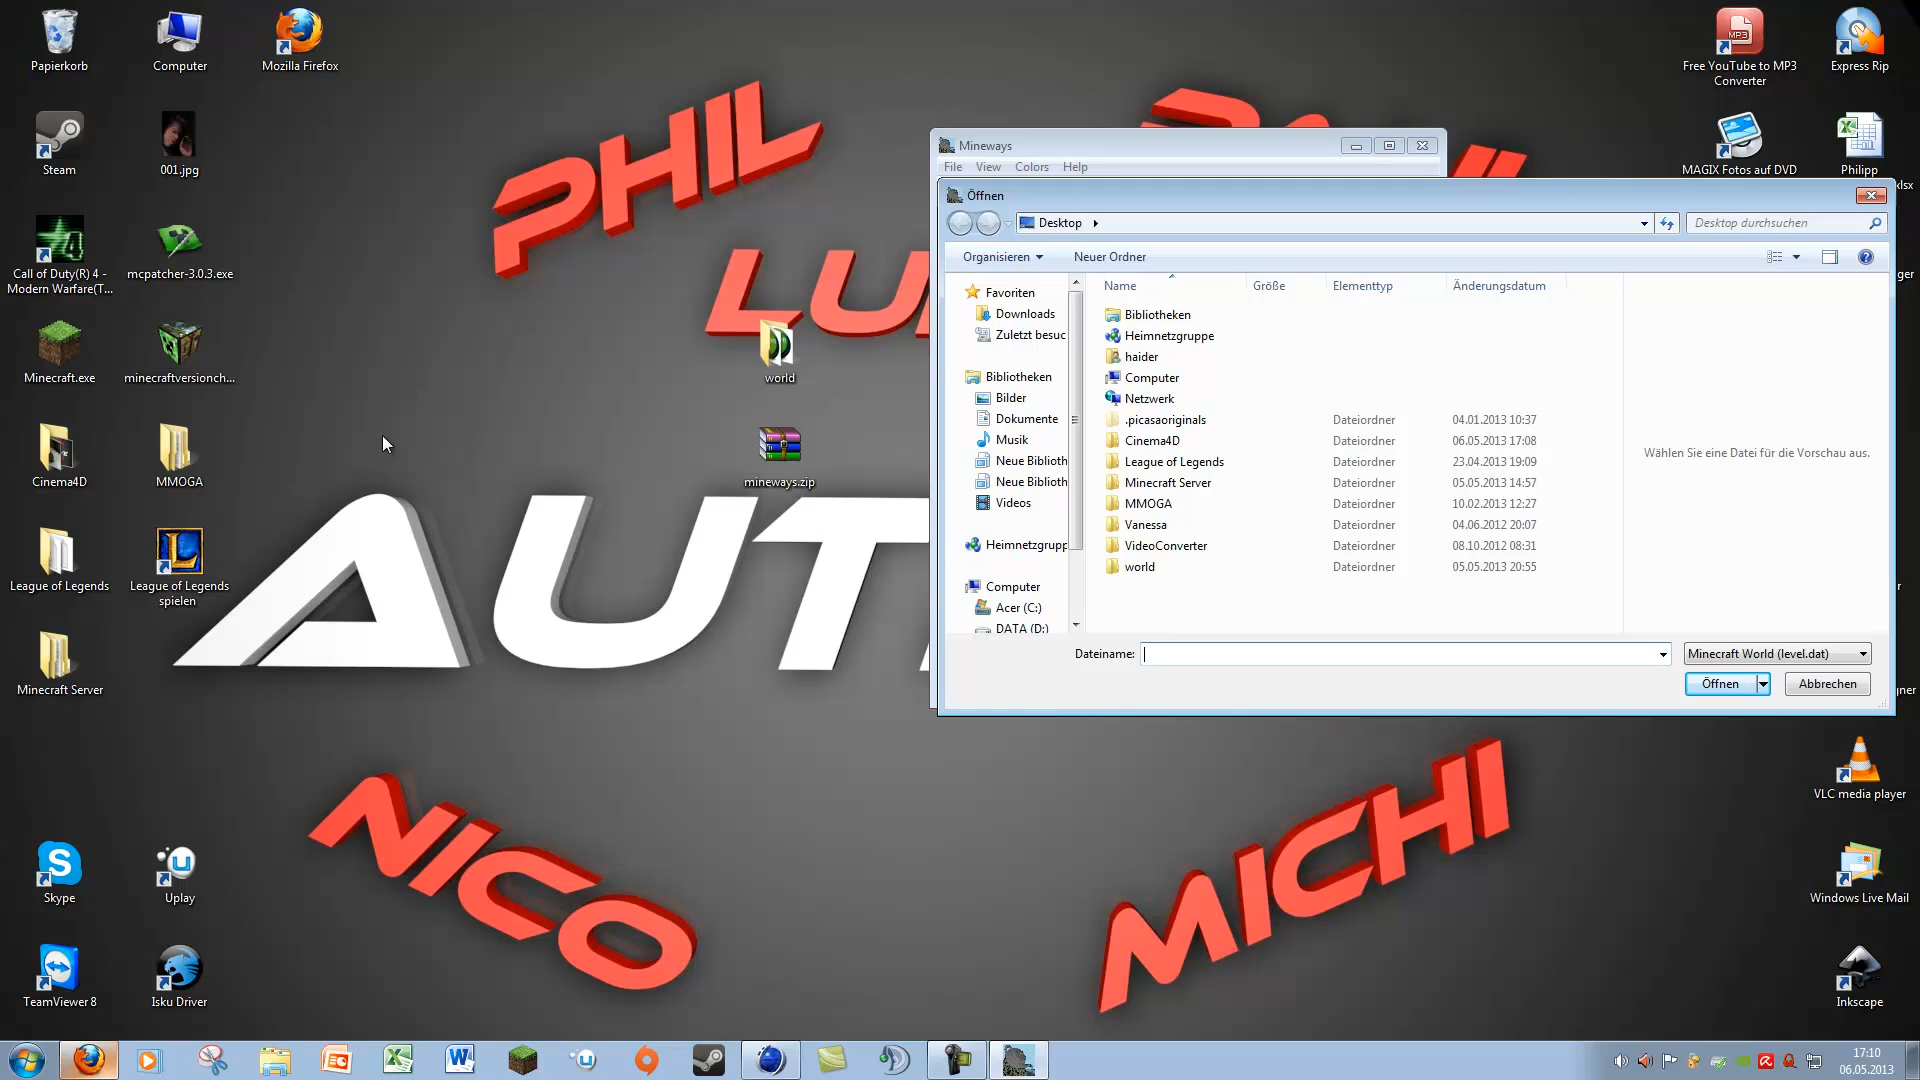 Papierkorb
Computer
Mozilla Firefox
Steam
001.jpg
Call of Duty(R) 4 -
Modern Warfare(T...
mcpatcher-3.0.3.exe
Minecraft.exe
minecraftversionch...
Cinema4D
MMOGA
League of Legends
League of Legends
spielen
Minecraft Server
Skype
Uplay
TeamViewer 8
Isku Driver
PHIL
AUT
NICO
MICHI
world
mineways.zip
Free YouTube to MP3
Converter
Express Rip
MAGIX Fotos auf DVD
Philipp
VLC media player
Windows Live Mail
Inkscape
Mineways
File View Colors Help
Öffnen
Desktop
Desktop durchsuchen
Organisieren
Neuer Ordner
Favoriten
Downloads
Zuletzt besuc
Bibliotheken
Bilder
Dokumente
Musik
Neue Biblioth
Neue Biblioth
Videos
Heimnetzgrupp
Computer
Acer (C:)
DATA (D:)
Name Größe Elementtyp Änderungsdatum
Bibliotheken
Heimnetzgruppe
haider
Computer
Netzwerk
.picasaoriginals Dateiordner 04.01.2013 10:37
Cinema4D Dateiordner 06.05.2013 17:08
League of Legends Dateiordner 23.04.2013 19:09
Minecraft Server Dateiordner 05.05.2013 14:57
MMOGA Dateiordner 10.02.2013 12:27
Vanessa Dateiordner 04.06.2012 20:07
VideoConverter Dateiordner 08.10.2012 08:31
world Dateiordner 05.05.2013 20:55
Wählen Sie eine Datei für die Vorschau aus.
Dateiname:
Minecraft World (level.dat)
Öffnen
Abbrechen
17:10
06.05.2013